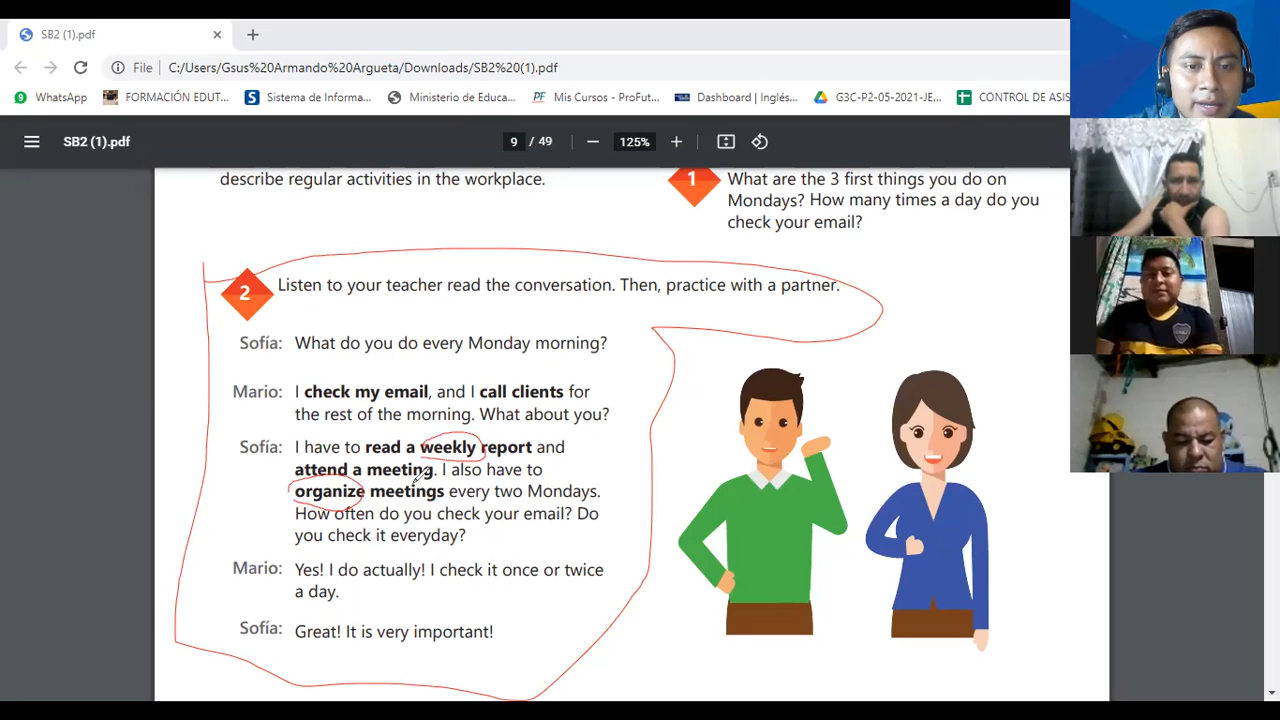 SB2 (1).pdf
File
C:/Users/Gsus%20Armando%20Argueta/Downloads/SB2%20(1).pdf
9
WhatsApp
FORMACIÓN EDUT...
S
Sistema de Informa...
Ministerio de Educa...
PF
Mis Cursos — ProFut...
Dashboard | Inglés...
G3C-P2-05-2021-JE...
CONTROL DE ASIS
SB2 (1).pdf
9 / 49
125%
describe regular activities in the workplace.
1
What are the 3 first things you do on
Mondays? How many times a day do you
check your email?
2
Listen to your teacher read the conversation. Then, practice with a partner.
Sofía: What do you do every Monday morning?
Mario: I check my email, and I call clients for
the rest of the morning. What about you?
Sofía: I have to read a weekly report and
attend a meeting. I also have to
organize meetings every two Mondays.
How often do you check your email? Do
you check it everyday?
Mario: Yes! I do actually! I check it once or twice
a day.
Sofía: Great! It is very important!